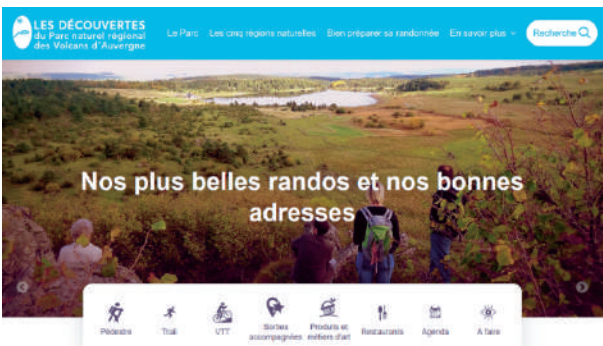 LES DÉCOUVERTES
du Parc naturel régional
des Volcans d'Auvergne
Le Parc Les cinq régions naturelles Bien préparer sa randonnée En savoir plus
Recherche
Nos plus belles randos et nos bonnes
adresses
Pédestre Trail VTT Sorties accompagnées Produits et métiers d'art Restaurants Agenda A faire